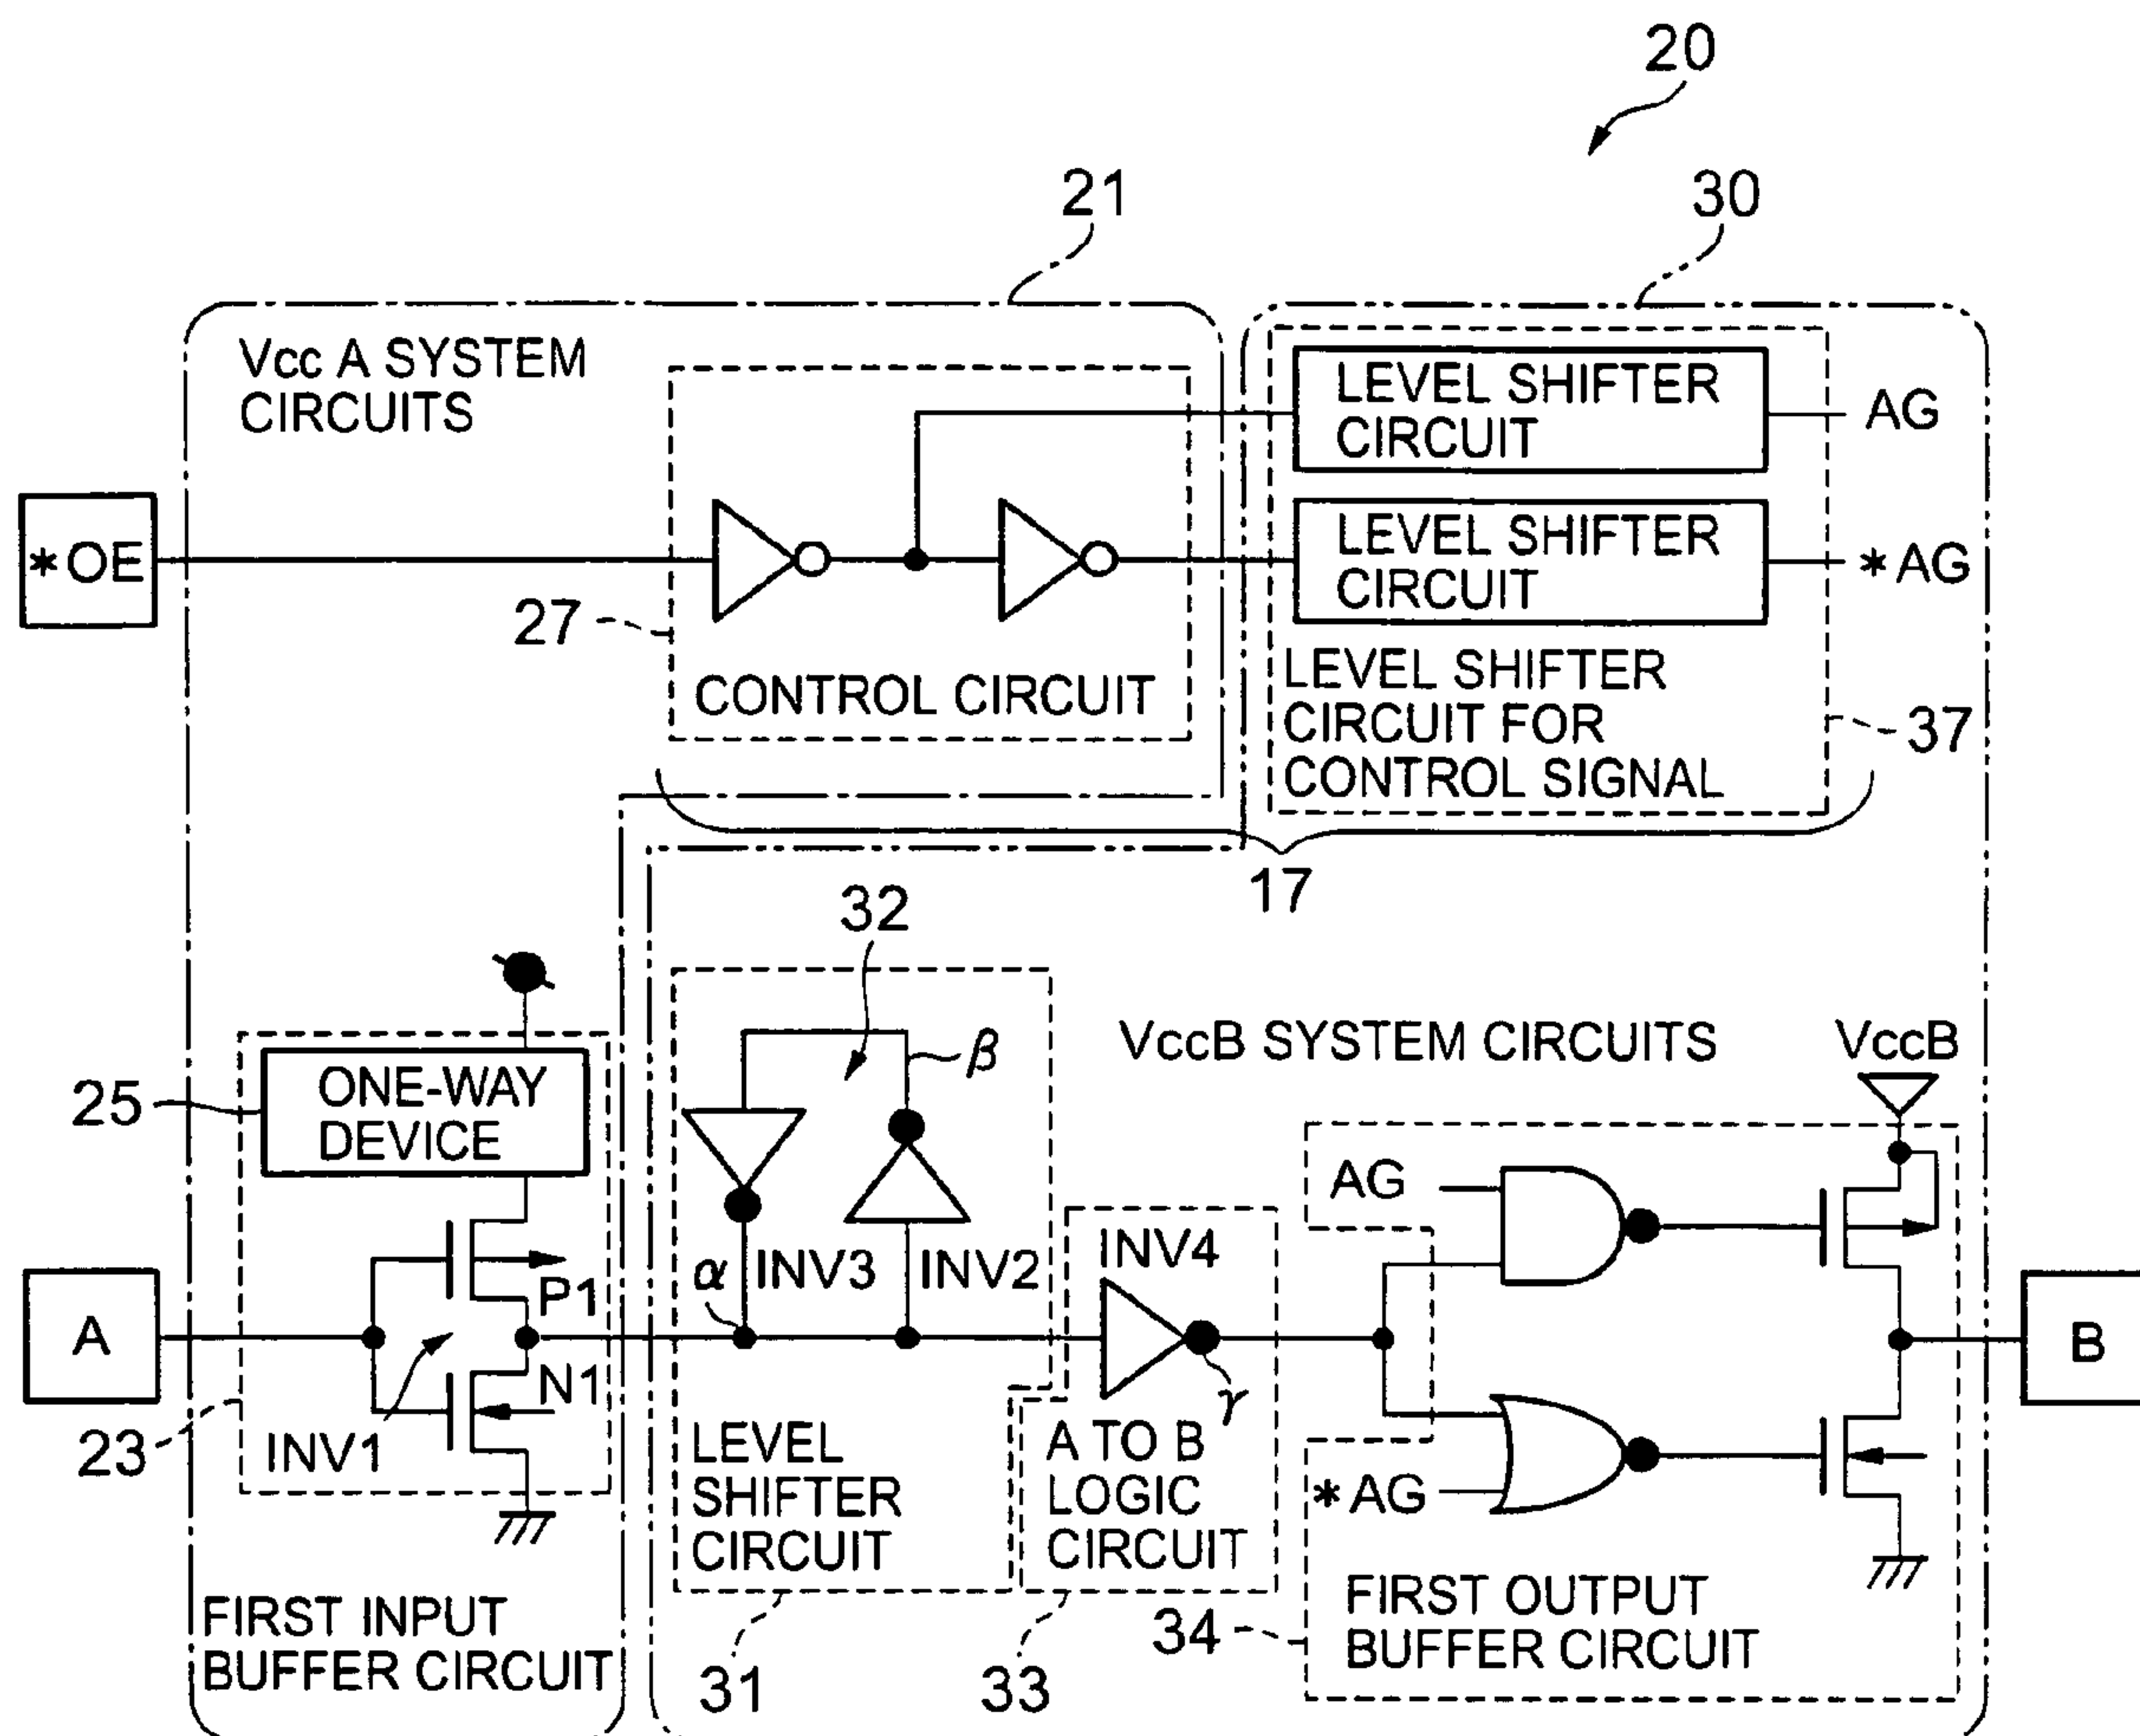 20
21
30
Vcc A SYSTEM
CIRCUITS
LEVEL SHIFTER
CIRCUIT
AG
*OE
LEVEL SHIFTER
CIRCUIT
*AG
27
CONTROL CIRCUIT
LEVEL SHIFTER
CIRCUIT FOR
CONTROL SIGNAL
37
17
32
β
VccB SYSTEM CIRCUITS
VccB
25
ONE-WAY
DEVICE
AG
α
INV3
INV2
INV4
P1
A
B
N1
γ
23
INV1
LEVEL
SHIFTER
CIRCUIT
A TO B
LOGIC
CIRCUIT
*AG
FIRST INPUT
BUFFER CIRCUIT
31
33
34
FIRST OUTPUT
BUFFER CIRCUIT